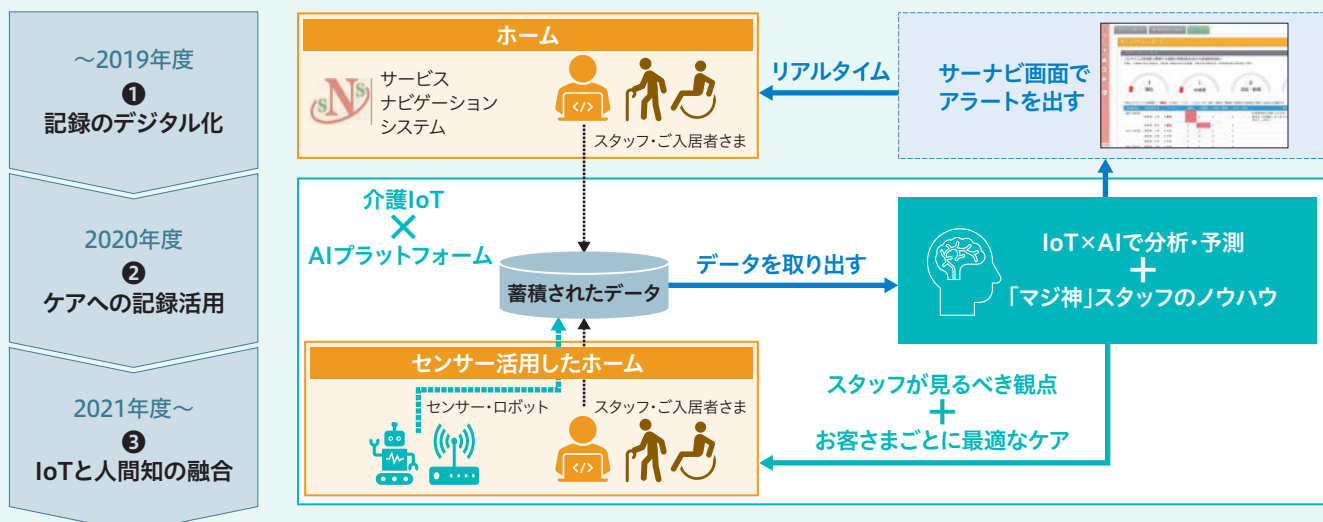 ～2019年度
❶
記録のデジタル化
2020年度
❷
ケアへの記録活用
2021年度～
❸
IoTと人間知の融合
ホーム
sNs
サービス
ナビゲーション
システム
スタッフ・ご入居者さま
リアルタイム
サーナビ画面で
アラートを出す
介護IoT
×
AIプラットフォーム
蓄積されたデータ
データを取り出す
IoT×AIで分析・予測
＋
「マジ神」スタッフのノウハウ
センサー活用したホーム
センサー・ロボット
スタッフ・ご入居者さま
スタッフが見るべき観点
＋
お客さまごとに最適なケア